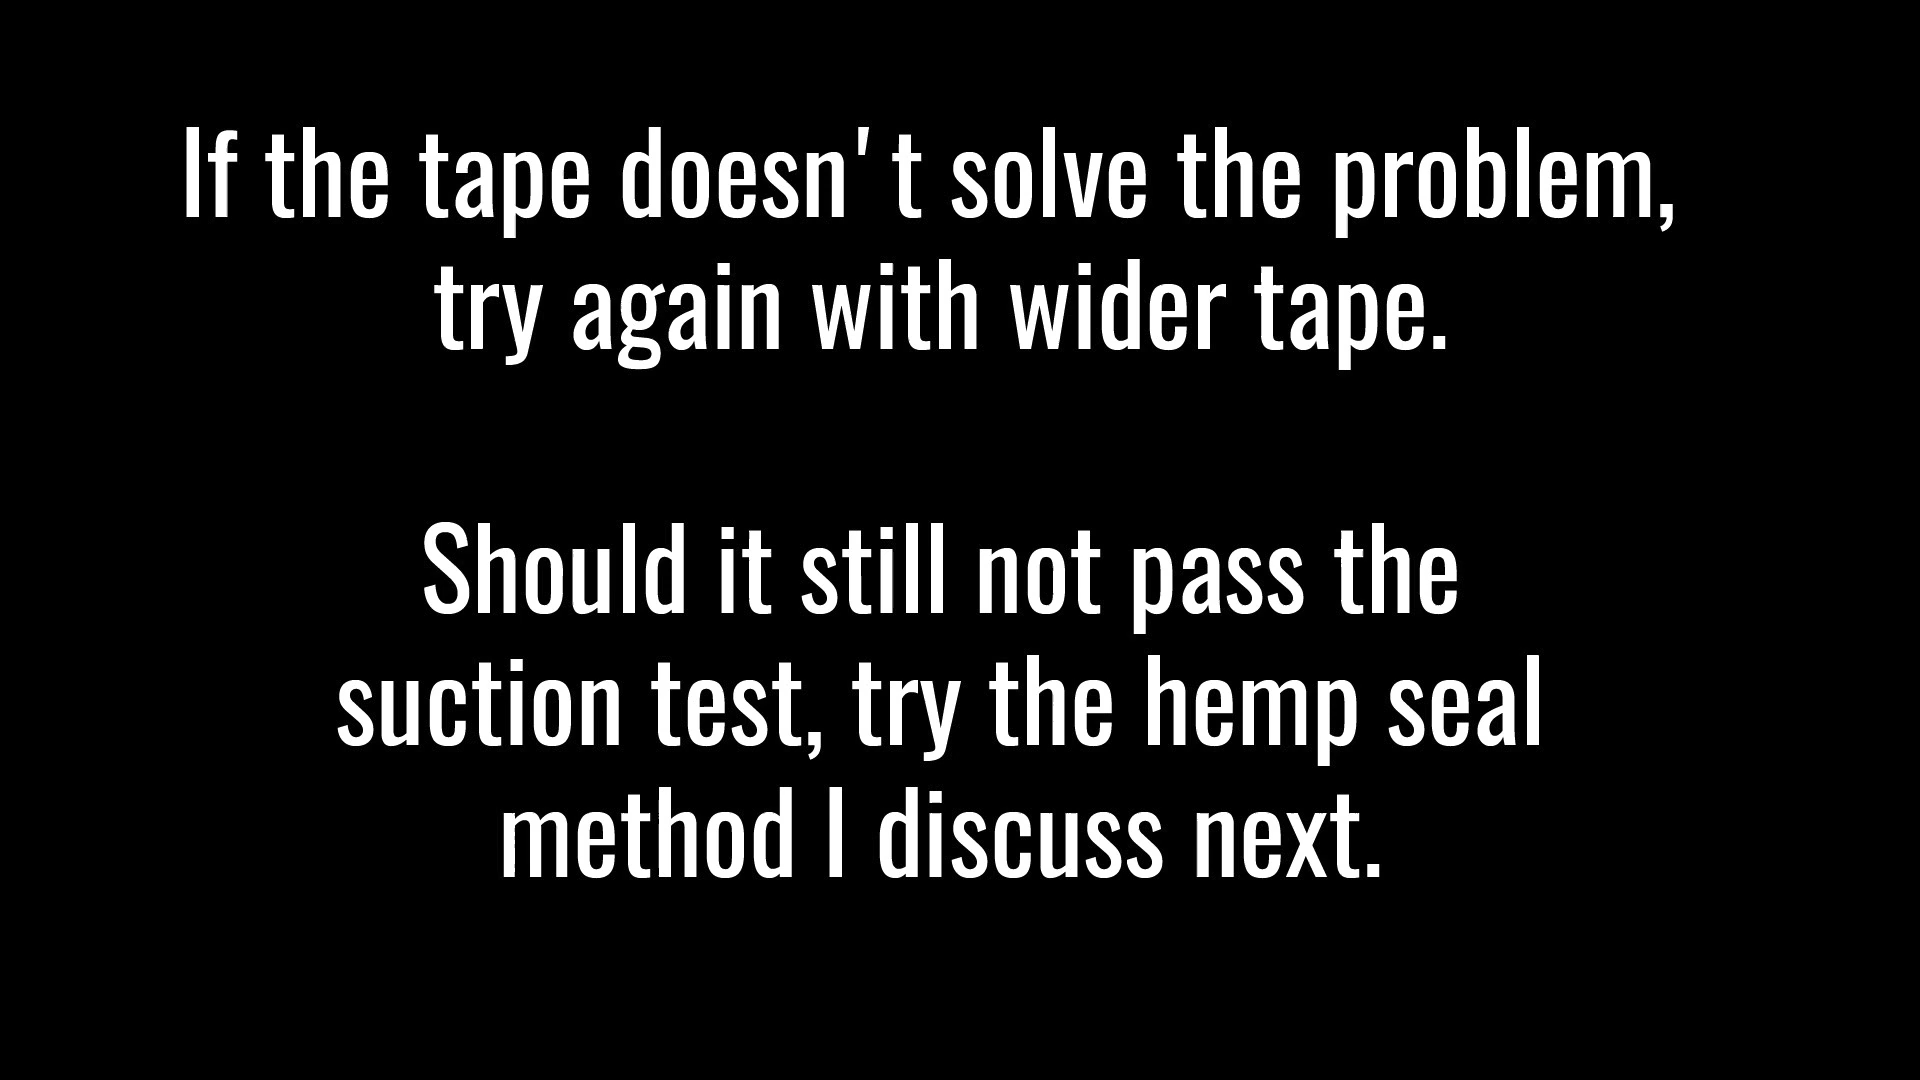 If the tape doesn't solve the problem,
try again with wider tape.
Should it still not pass the
suction test, try the hemp seal
method I discuss next.